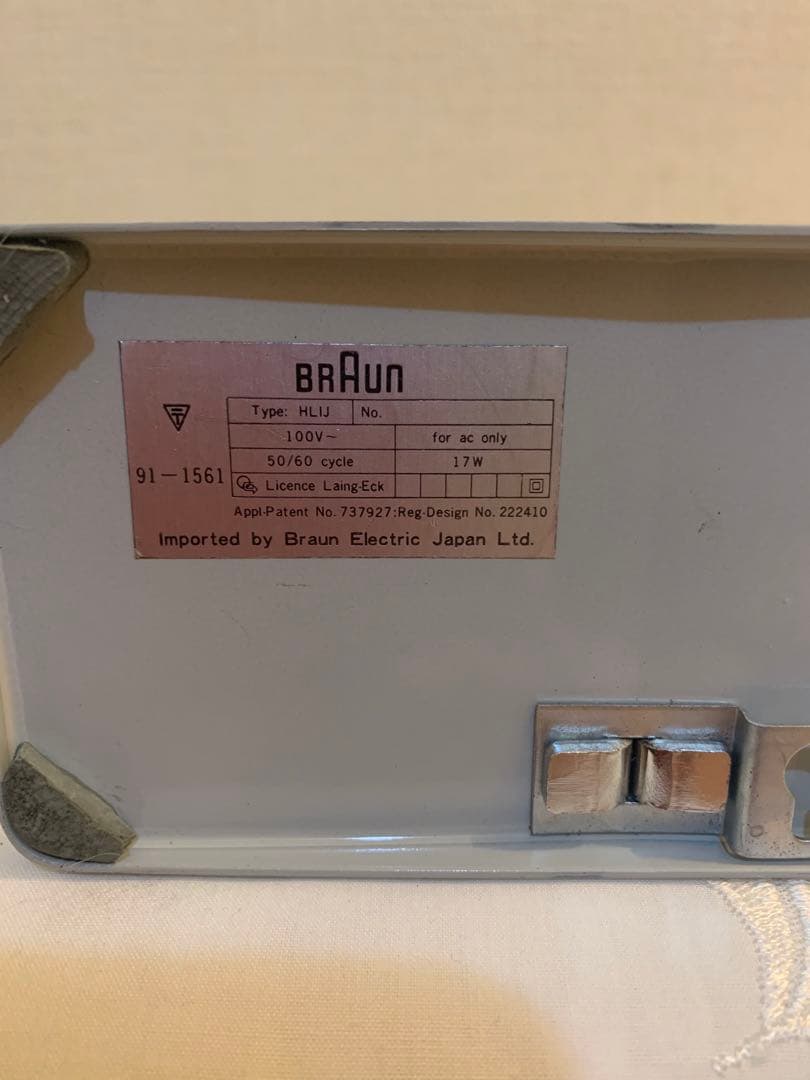 BRAUN
Type: HLIJ No.
100V~ for ac only
50/60 cycle 17W
91-1561
Licence Laing-Eck
Appl-Patent No. 737927:Reg-Design No. 222410
Imported by Braun Electric Japan Ltd.